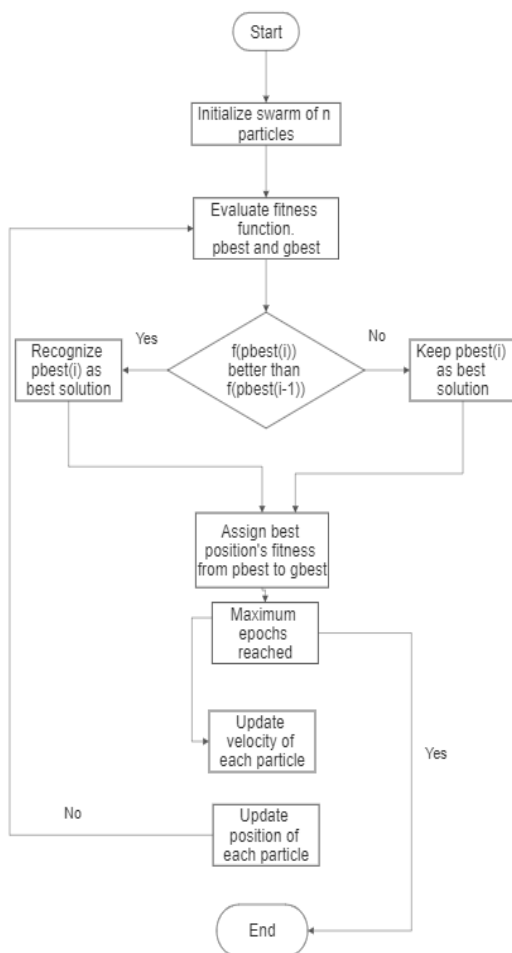 Start
Initialize swarm of n
particles
Evaluate fitness
function.
pbest and gbest
f(pbest(i))
better than
f(pbest(i-1))
Yes
No
Recognize
pbest(i) as
best solution
Keep pbest(i)
as best
solution
Assign best
position's fitness
from pbest to gbest
Maximum
epochs
reached
Update
velocity of
each particle
Yes
No
Update
position of
each particle
End